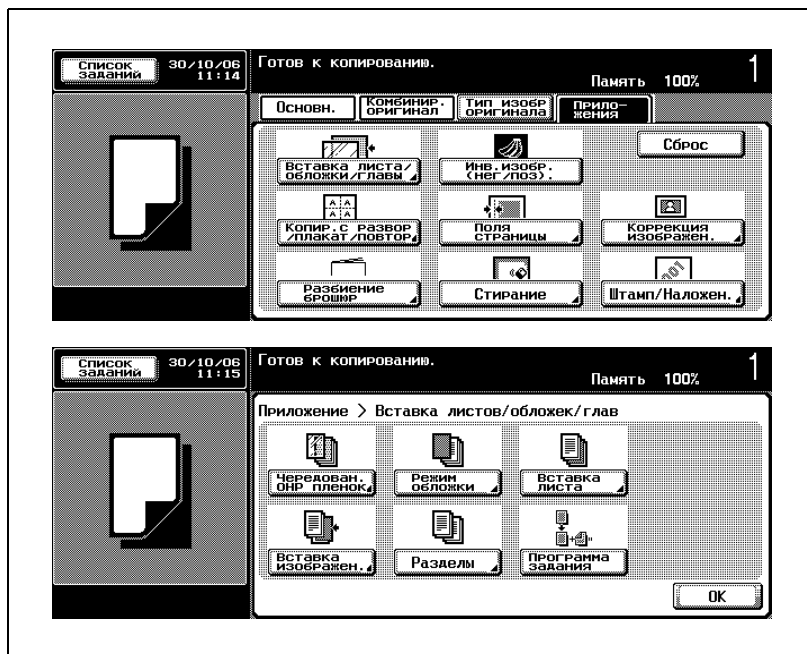 Список
заданий
30/10/06
11:14
Готов к копированию.
Память 100%
1
Основн.
Комбинир.
оригинал
Тип изобр
оригинала
Прило-
жения
Вставка листа/
обложки/главы
Инв.изобр.
(нег/поз).
Сброс
Копир.с развор
/плакат/повтор
Поля
страницы
Коррекция
изображен.
Разбиение
брошюр
Стирание
Штамп/Наложен.
Список
заданий
30/10/06
11:15
Готов к копированию.
Память 100%
1
Приложение > Вставка листов/обложек/глав
Чередован.
OHP пленок
Режим
обложки
Вставка
листа
Вставка
изображен.
Разделы
Программа
задания
OK